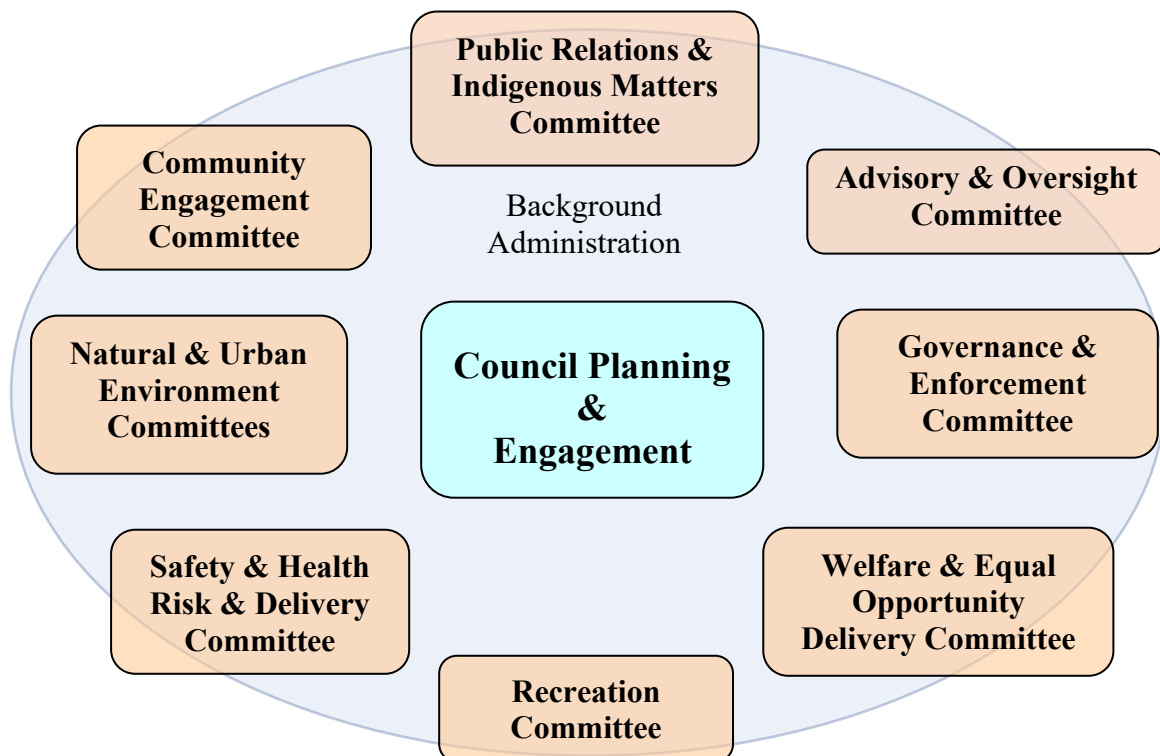 Public Relations &
Indigenous Matters
Committee
Community
Engagement
Committee
Advisory & Oversight
Committee
Background
Administration
Natural & Urban
Environment
Committees
Council Planning
&
Engagement
Governance &
Enforcement
Committee
Safety & Health
Risk & Delivery
Committee
Welfare & Equal
Opportunity
Delivery Committee
Recreation
Committee